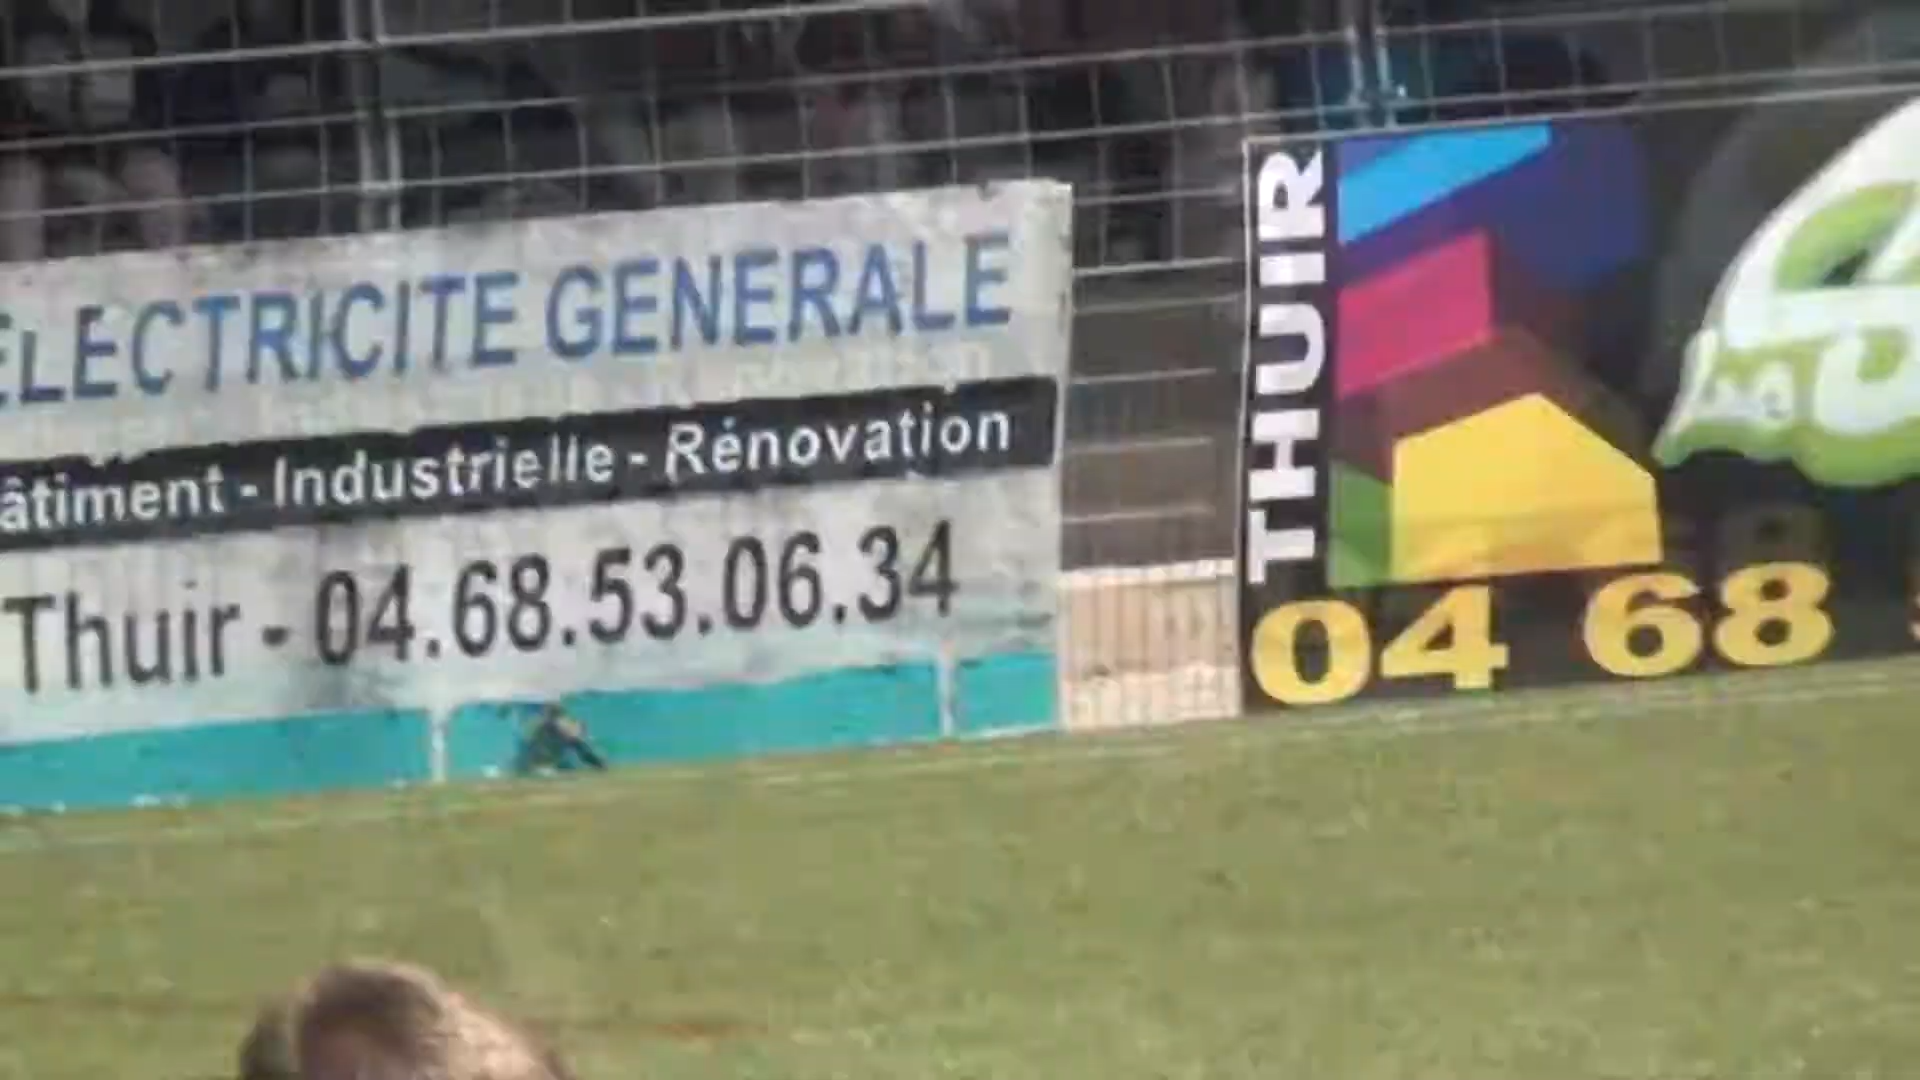 ELECTRICITE GENERALE
âtiment - Industrielle - Rénovation
Thuir - 04.68.53.06.34
THUIR
04 68